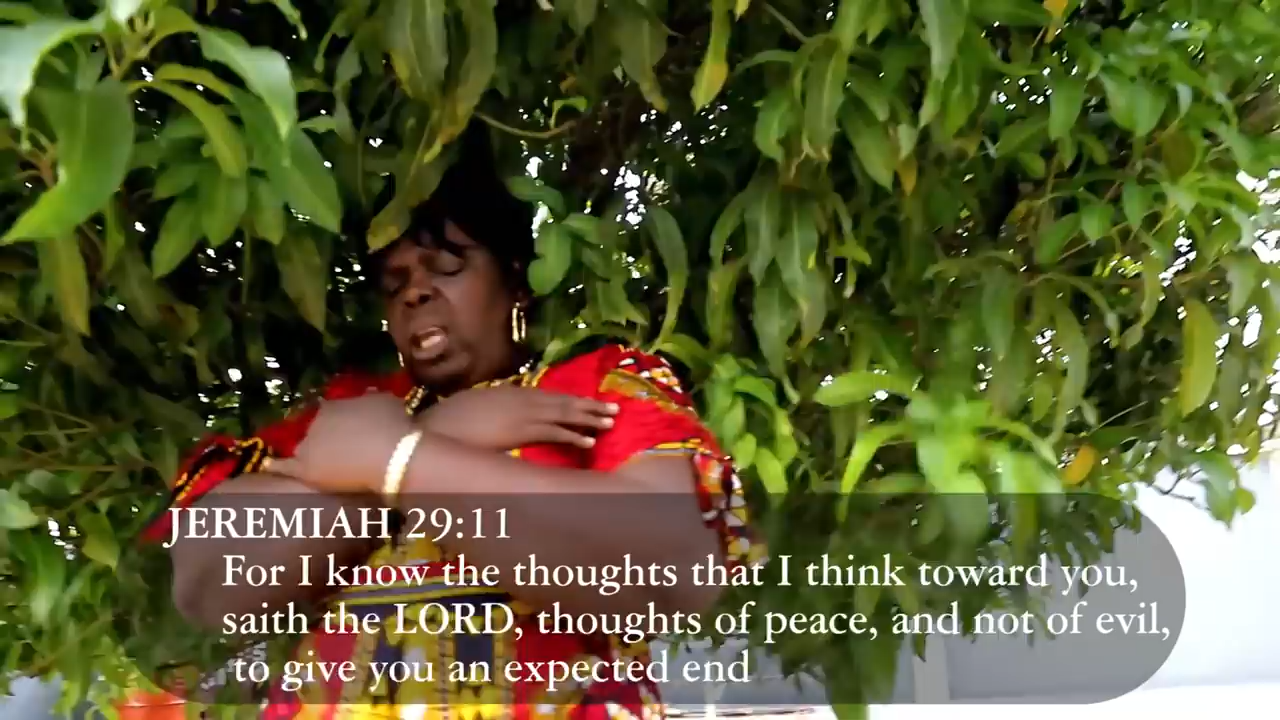 JEREMIAH 29:11
For I know the thoughts that I think toward you,
saith the LORD, thoughts of peace, and not of evil,
to give you an expected end